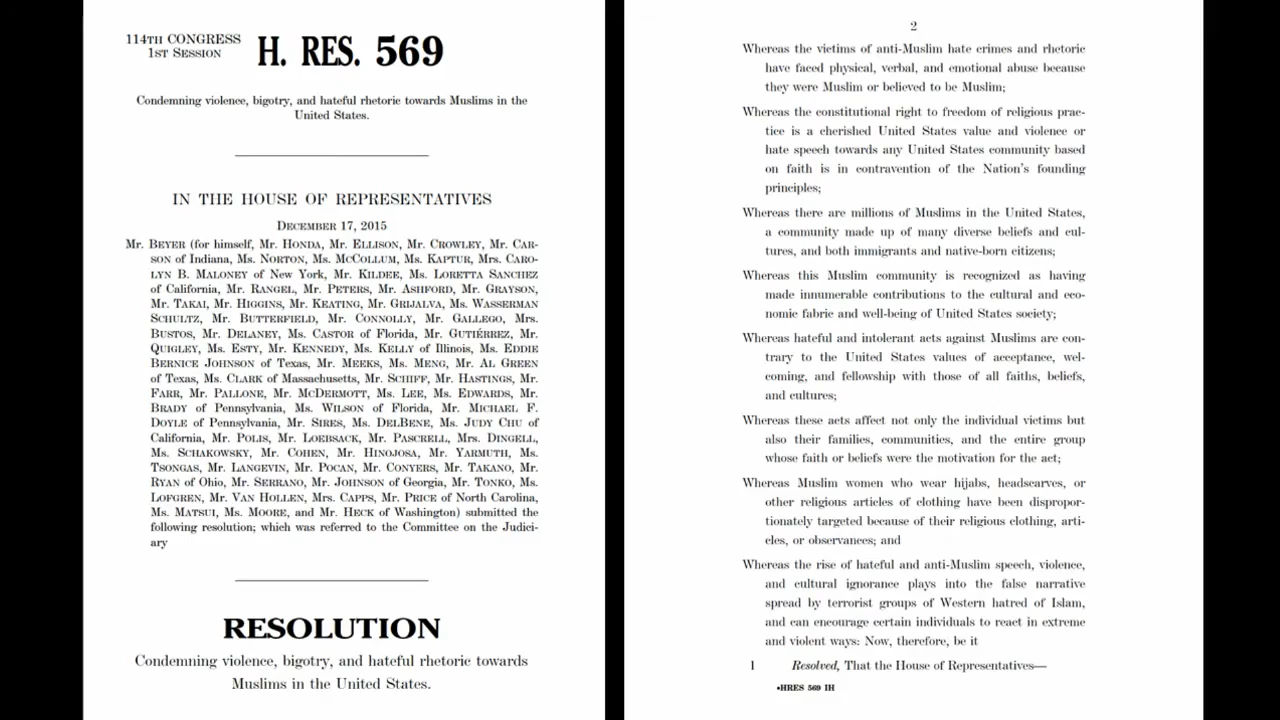 114TH CONGRESS
1ST SESSION
H. RES. 569
Condemning violence, bigotry, and hateful rhetoric towards Muslims in the
United States.
IN THE HOUSE OF REPRESENTATIVES
DECEMBER 17, 2015
Mr. BEYER (for himself, Mr. HONDA, Mr. ELLISON, Mr. CROWLEY, Mr. CAR-
SON of Indiana, Ms. NORTON, Ms. MCCOLLUM, Ms. KAPTUR, Mrs. CARO-
LYN B. MALONEY of New York, Mr. KILDEE, Ms. LORETTA SANCHEZ
of California, Mr. RANGEL, Mr. PETERS, Mr. ASHFORD, Mr. GRAYSON,
Mr. TAKAI, Mr. HIGGINS, Mr. KEATING, Mr. GRIJALVA, Ms. WASSERMAN
SCHULTZ, Mr. BUTTERFIELD, Mr. CONNOLLY, Mr. GALLEGO, Mrs.
BUSTOS, Mr. DELANEY, Ms. CASTOR of Florida, Mr. GUTIÉRREZ, Mr.
QUIGLEY, Ms. ESTY, Mr. KENNEDY, Ms. KELLY of Illinois, Ms. EDDIE
BERNICE JOHNSON of Texas, Mr. MEEKS, Ms. MENG, Mr. AL GREEN
of Texas, Ms. CLARK of Massachusetts, Mr. SCHIFF, Mr. HASTINGS, Mr.
FARR, Mr. PALLONE, Mr. MCDERMOTT, Ms. LEE, Ms. EDWARDS, Mr.
BRADY of Pennsylvania, Ms. WILSON of Florida, Mr. MICHAEL F.
DOYLE of Pennsylvania, Mr. SIRES, Ms. DELBENE, Ms. JUDY CHU of
California, Mr. POLIS, Mr. LOEBSACK, Mr. PASCRELL, Mrs. DINGELL,
Ms. SCHAKOWSKY, Mr. COHEN, Mr. HINOJOSA, Mr. YARMUTH, Ms.
TSONGAS, Mr. LANGEVIN, Mr. POCAN, Mr. CONYERS, Mr. TAKANO, Mr.
RYAN of Ohio, Mr. SERRANO, Mr. JOHNSON of Georgia, Mr. TONKO, Ms.
LOFGREN, Mr. VAN HOLLEN, Mrs. CAPPS, Mr. PRICE of North Carolina,
Ms. MATSUI, Ms. MOORE, and Mr. HECK of Washington) submitted the
following resolution; which was referred to the Committee on the Judici-
ary
RESOLUTION
Condemning violence, bigotry, and hateful rhetoric towards
Muslims in the United States.
2
Whereas the victims of anti-Muslim hate crimes and rhetoric
have faced physical, verbal, and emotional abuse because
they were Muslim or believed to be Muslim;
Whereas the constitutional right to freedom of religious prac-
tice is a cherished United States value and violence or
hate speech towards any United States community based
on faith is in contravention of the Nation's founding
principles;
Whereas there are millions of Muslims in the United States,
a community made up of many diverse beliefs and cul-
tures, and both immigrants and native-born citizens;
Whereas this Muslim community is recognized as having
made innumerable contributions to the cultural and eco-
nomic fabric and well-being of United States society;
Whereas hateful and intolerant acts against Muslims are con-
trary to the United States values of acceptance, wel-
coming, and fellowship with those of all faiths, beliefs,
and cultures;
Whereas these acts affect not only the individual victims but
also their families, communities, and the entire group
whose faith or beliefs were the motivation for the act;
Whereas Muslim women who wear hijabs, headscarves, or
other religious articles of clothing have been dispropor-
tionately targeted because of their religious clothing, arti-
cles, or observances; and
Whereas the rise of hateful and anti-Muslim speech, violence,
and cultural ignorance plays into the false narrative
spread by terrorist groups of Western hatred of Islam,
and can encourage certain individuals to react in extreme
and violent ways: Now, therefore, be it
1 Resolved, That the House of Representatives—
•HRES 569 IH